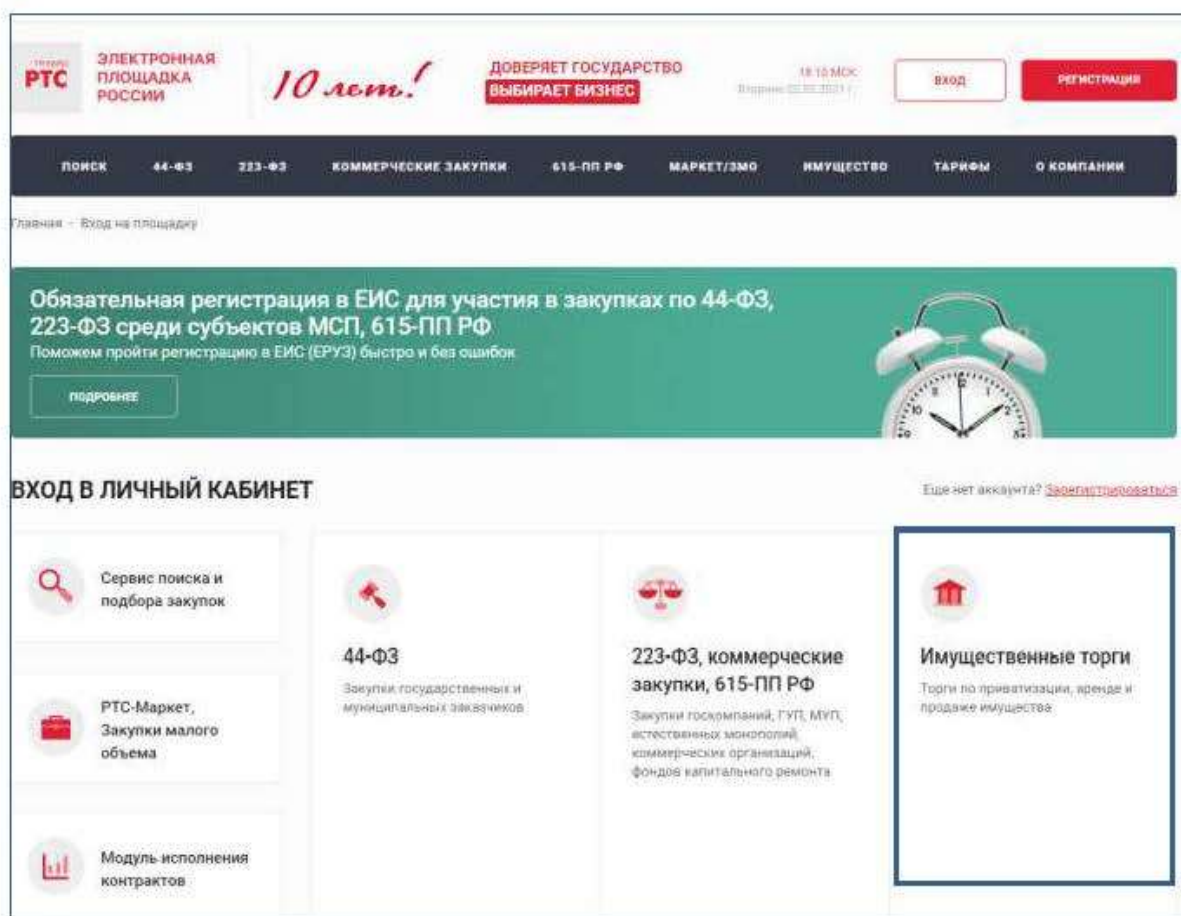 РТС
ЭЛЕКТРОННАЯ
ПЛОЩАДКА
РОССИИ
10 лет!
ДОВЕРЯЕТ ГОСУДАРСТВО
ВЫБИРАЕТ БИЗНЕС
ВХОД
РЕГИСТРАЦИЯ
ПОИСК 44-ФЗ 223-ФЗ КОММЕРЧЕСКИЕ ЗАКУПКИ 615-ПП РФ МАРКЕТ/ЗМО ИМУЩЕСТВО ТАРИФЫ О КОМПАНИИ
Главная - Вход на площадку
Обязательная регистрация в ЕИС для участия в закупках по 44-ФЗ,
223-ФЗ среди субъектов МСП, 615-ПП РФ
Поможем пройти регистрацию в ЕИС (ЕРУЗ) быстро и без ошибок
ПОДРОБНЕЕ
ВХОД В ЛИЧНЫЙ КАБИНЕТ
Еще нет аккаунта? Зарегистрироваться
Сервис поиска и
подбора закупок
РТС-Маркет,
Закупки малого
объема
Модуль исполнения
контрактов
44-ФЗ
Закупки государственных и
муниципальных заказчиков
223-ФЗ, коммерческие
закупки, 615-ПП РФ
Закупки госкомпаний, ГУП, МУП,
естественных монополий,
коммерческих организаций,
фондов капитального ремонта
Имущественные торги
Торги по приватизации, аренде и
продаже имущества